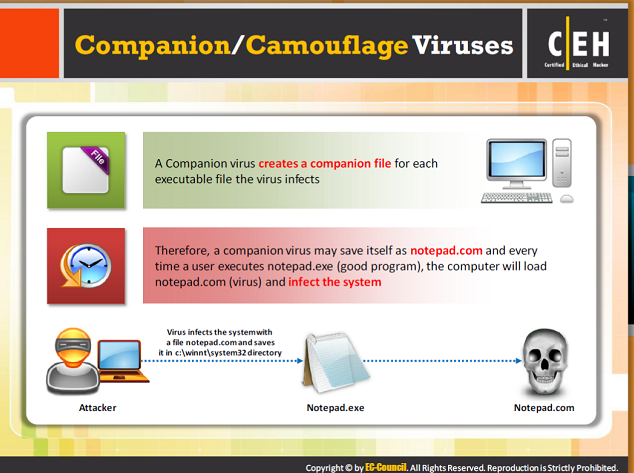 Companion/Camouflage Viruses
C|EH
Certified Ethical Hacker
File
A Companion virus creates a companion file for each
executable file the virus infects
Therefore, a companion virus may save itself as notepad.com and every
time a user executes notepad.exe (good program), the computer will load
notepad.com (virus) and infect the system
Virus infects the system with
a file notepad.com and saves
it in c:\winnt\system32 directory
Attacker
Notepad.exe
Notepad.com
Copyright © by EC-Council. All Rights Reserved. Reproduction is Strictly Prohibited.